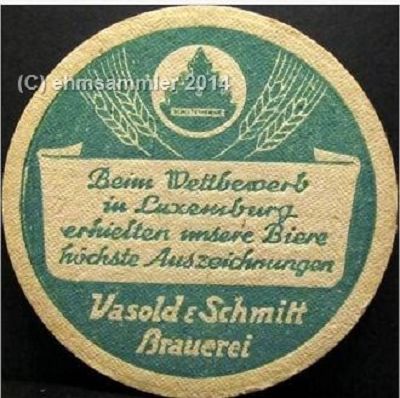 (C) ehmsammler 2014
Beim Wettbewerb
in Luxemburg
erhielten unsere Biere
höchste Auszeichnungen
Vasold & Schmitt
Brauerei